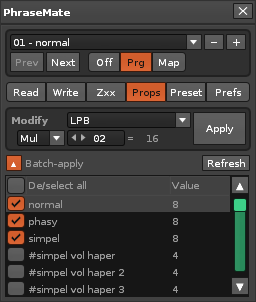 PhraseMate
01 - normal
Prev Next Off Prg Map
Read Write Zxx Props Preset Prefs
Modify LPB
Mul 02 = 16 Apply
Batch-apply Refresh
De/select all Value
normal 8
phasy 8
simpel 8
#simpel vol haper 4
#simpel vol haper 2 4
#simpel vol haper 3 4